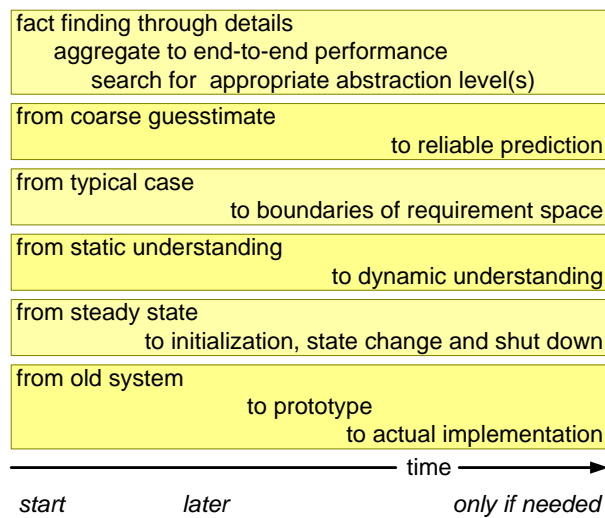 fact finding through details
aggregate to end-to-end performance
search for appropriate abstraction level(s)
from coarse guesstimate
to reliable prediction
from typical case
to boundaries of requirement space
from static understanding
to dynamic understanding
from steady state
to initialization, state change and shut down
from old system
to prototype
to actual implementation
time
start later only if needed